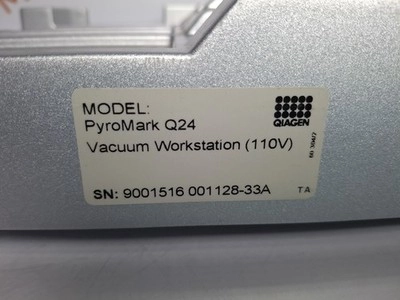 MODEL:
PyroMark Q24
Vacuum Workstation (110V)
QIAGEN
SN: 9001516 001128-33A
TA